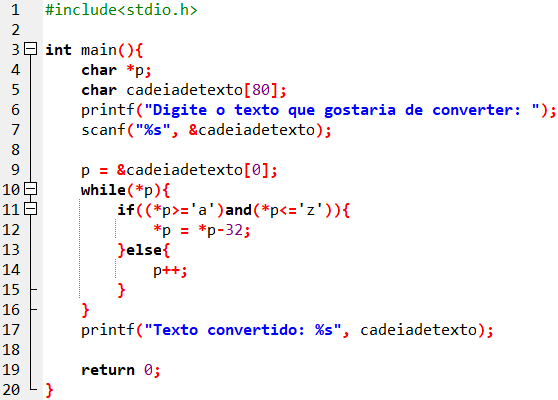 1 #include<stdio.h>
2
3 int main(){
4     char *p;
5     char cadeiadetexto[80];
6     printf("Digite o texto que gostaria de converter: ");
7     scanf("%s", &cadeiadetexto);
8
9     p = &cadeiadetexto[0];
10     while(*p){
11         if((*p>='a')and(*p<='z')){
12             *p = *p-32;
13         }else{
14             p++;
15         }
16     }
17     printf("Texto convertido: %s", cadeiadetexto);
18
19     return 0;
20 }